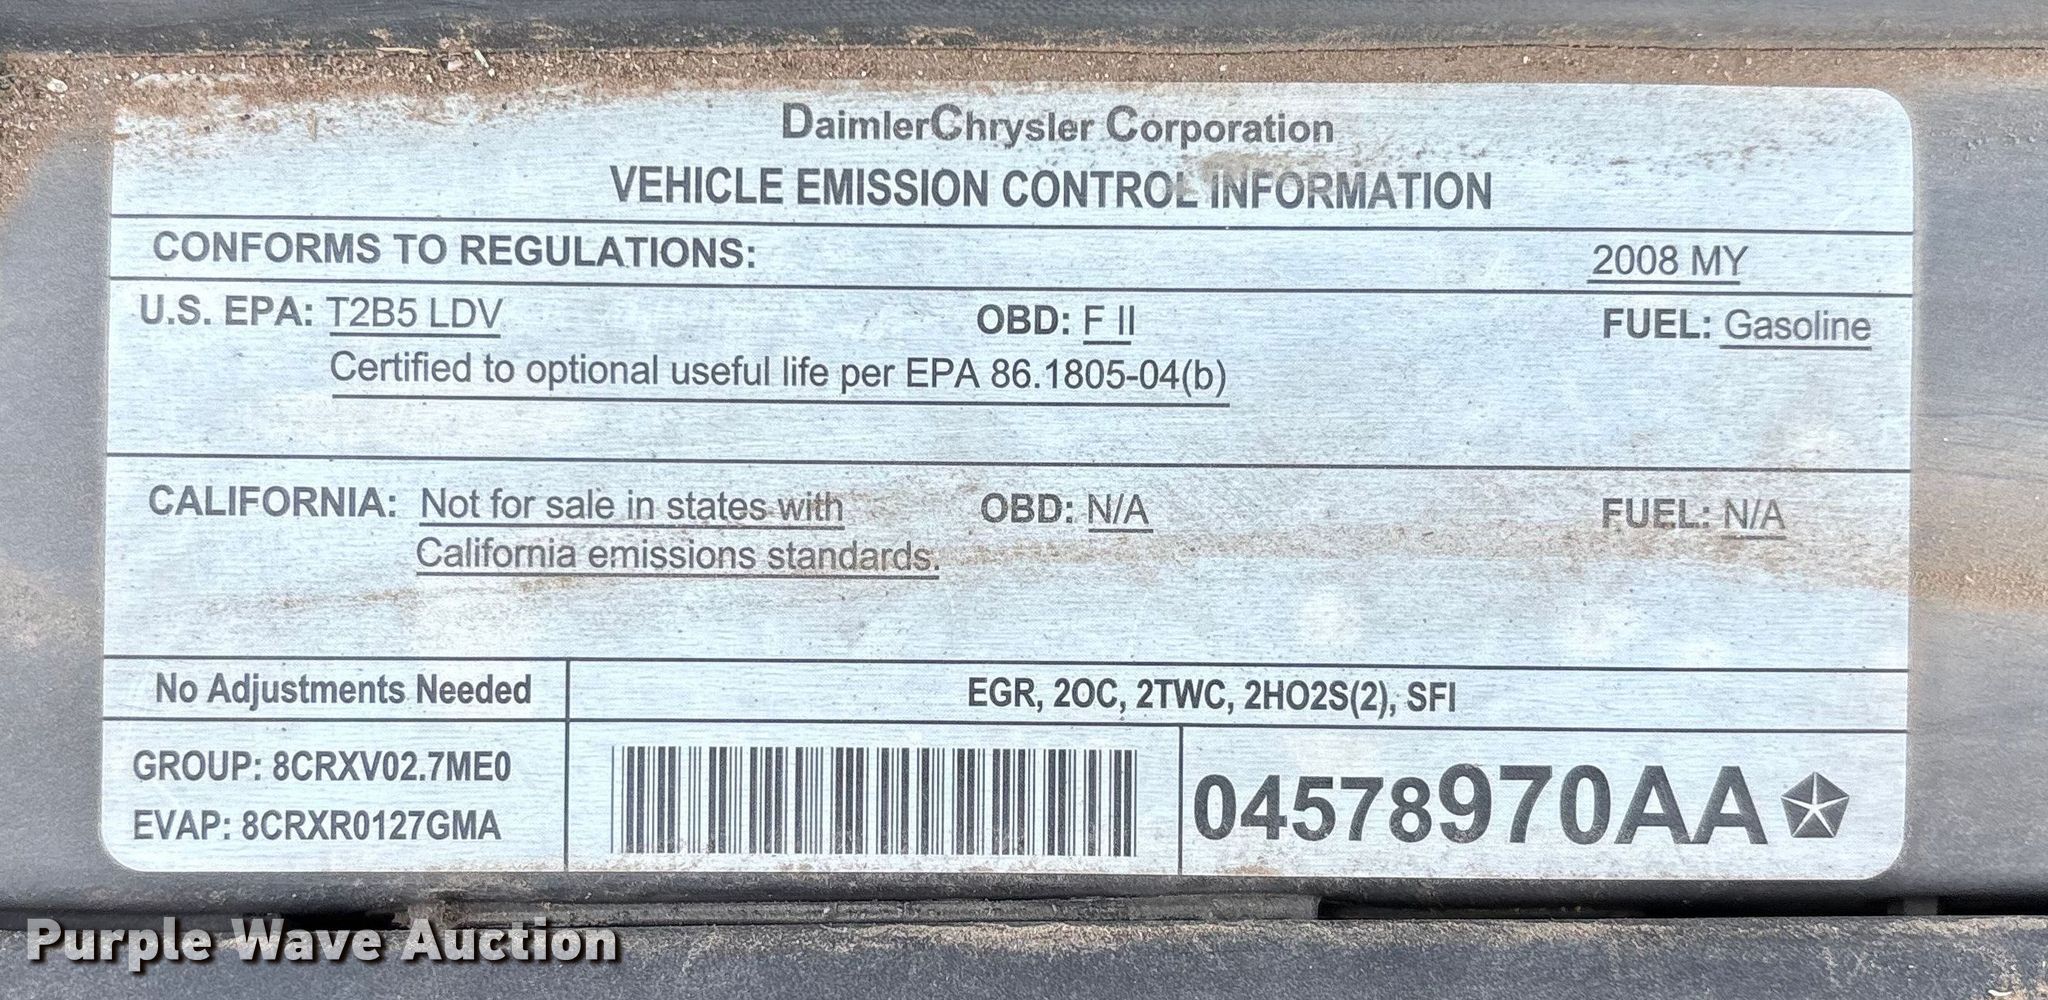 DaimlerChrysler Corporation
VEHICLE EMISSION CONTROL INFORMATION
CONFORMS TO REGULATIONS: 2008 MY
U.S. EPA: T2B5 LDV OBD: F II FUEL: Gasoline
Certified to optional useful life per EPA 86.1805-04(b)
CALIFORNIA: Not for sale in states with OBD: N/A FUEL: N/A
California emissions standards.
No Adjustments Needed EGR, 2OC, 2TWC, 2HO2S(2), SFI
GROUP: 8CRXV02.7ME0
EVAP: 8CRXR0127GMA
04578970AA
Purple Wave Auction